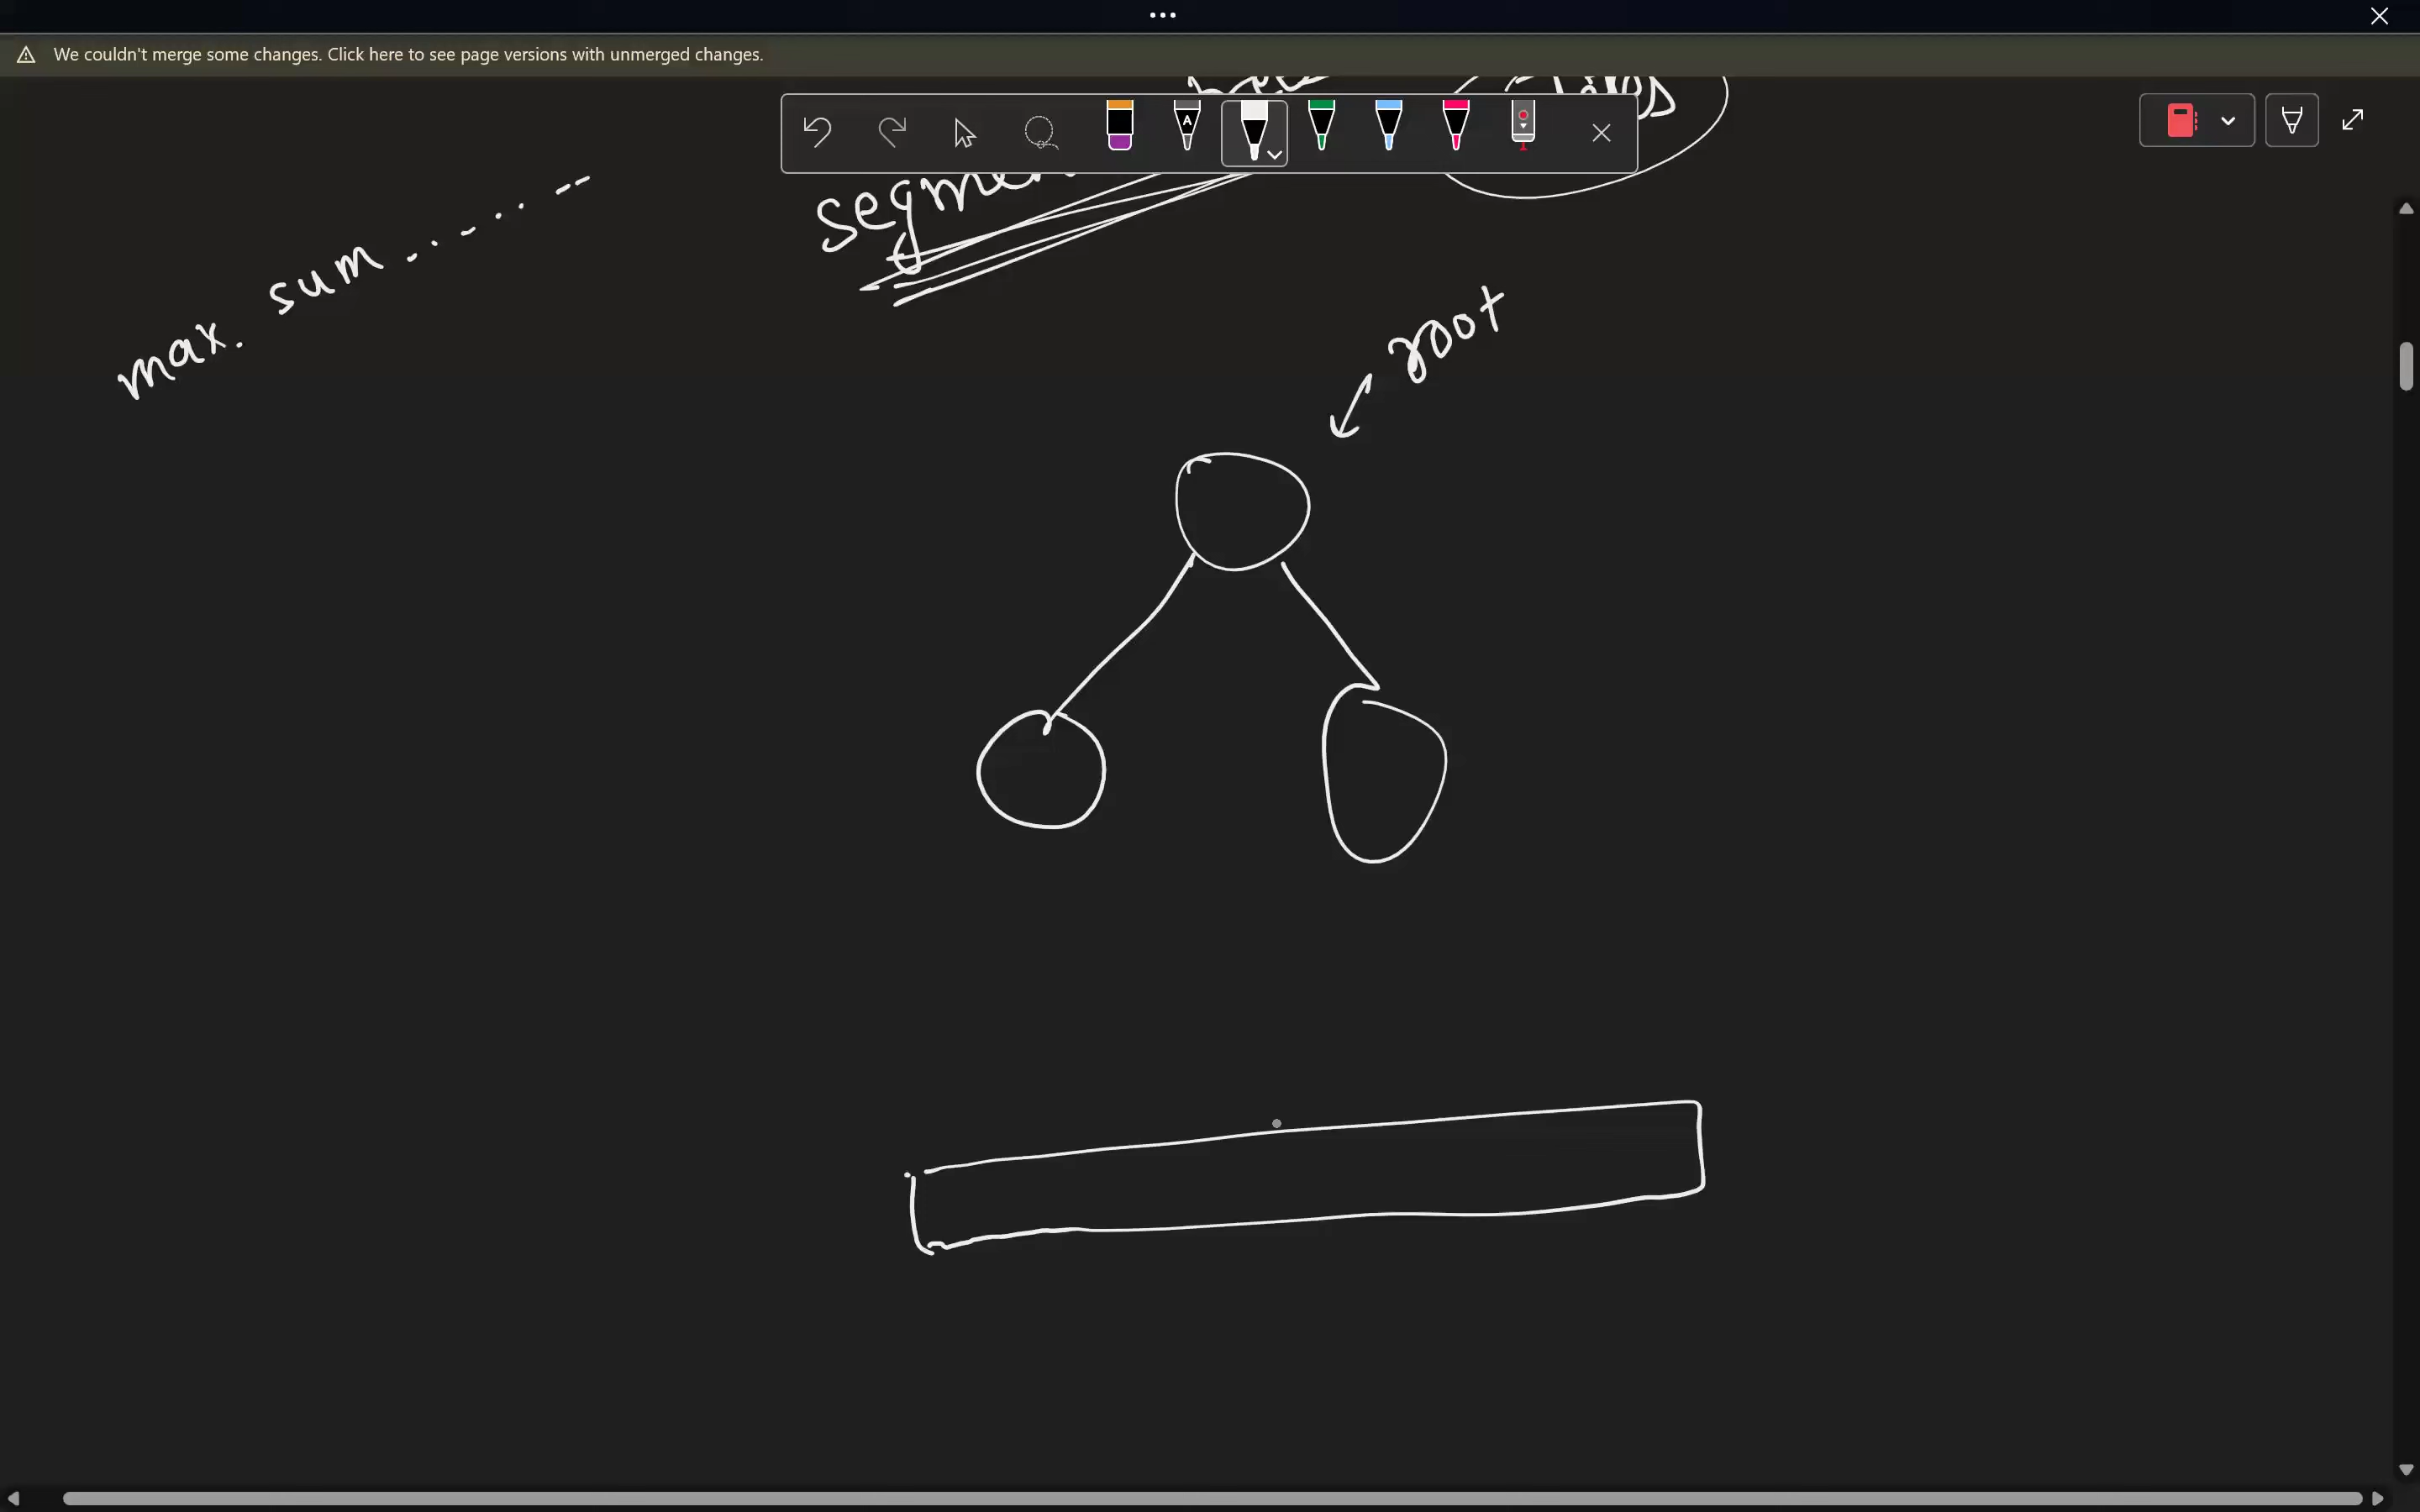 We couldn't merge some changes. Click here to see page versions with unmerged changes.
A
max. sum
root